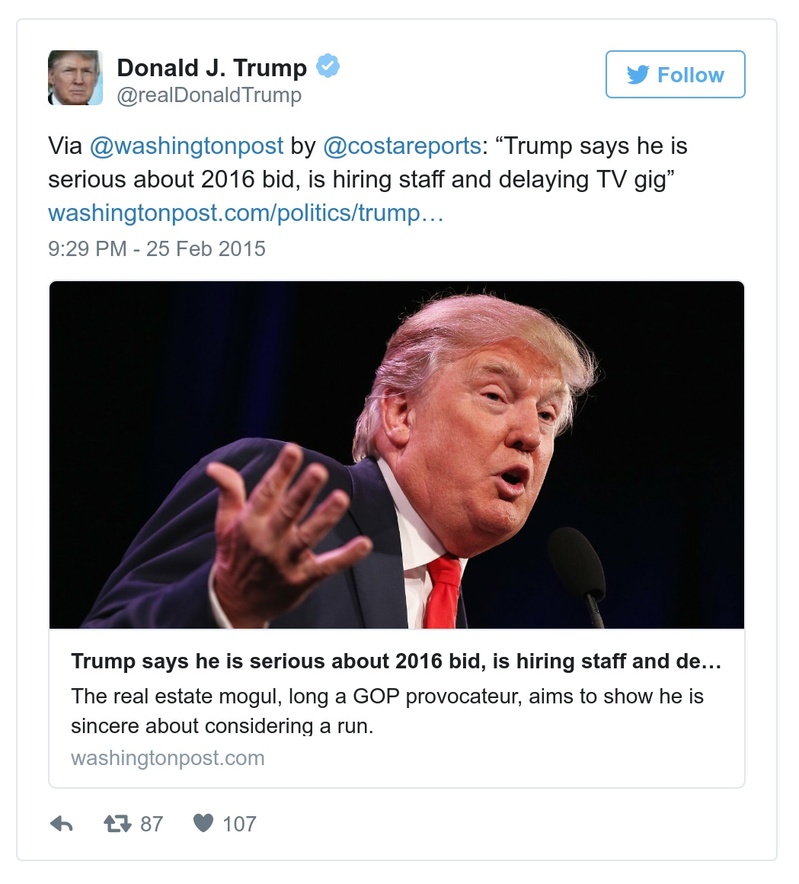 Donald J. Trump
@realDonaldTrump
Follow
Via @washingtonpost by @costareports: “Trump says he is
serious about 2016 bid, is hiring staff and delaying TV gig”
washingtonpost.com/politics/trump…
9:29 PM - 25 Feb 2015
Trump says he is serious about 2016 bid, is hiring staff and de…
The real estate mogul, long a GOP provocateur, aims to show he is
sincere about considering a run.
washingtonpost.com
87 107